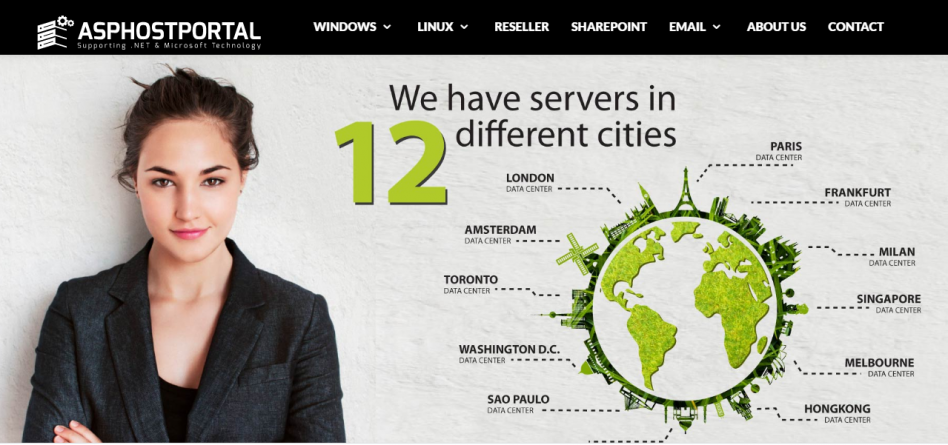 ASPHOSTPORTAL
Supporting .NET & Microsoft Technology
WINDOWS LINUX RESELLER SHAREPOINT EMAIL ABOUT US CONTACT
We have servers in
12 different cities
PARIS
DATA CENTER
LONDON
DATA CENTER
FRANKFURT
DATA CENTER
AMSTERDAM
DATA CENTER
MILAN
DATA CENTER
TORONTO
DATA CENTER
SINGAPORE
DATA CENTER
WASHINGTON D.C.
DATA CENTER
MELBOURNE
DATA CENTER
SAO PAULO
DATA CENTER
HONGKONG
DATA CENTER